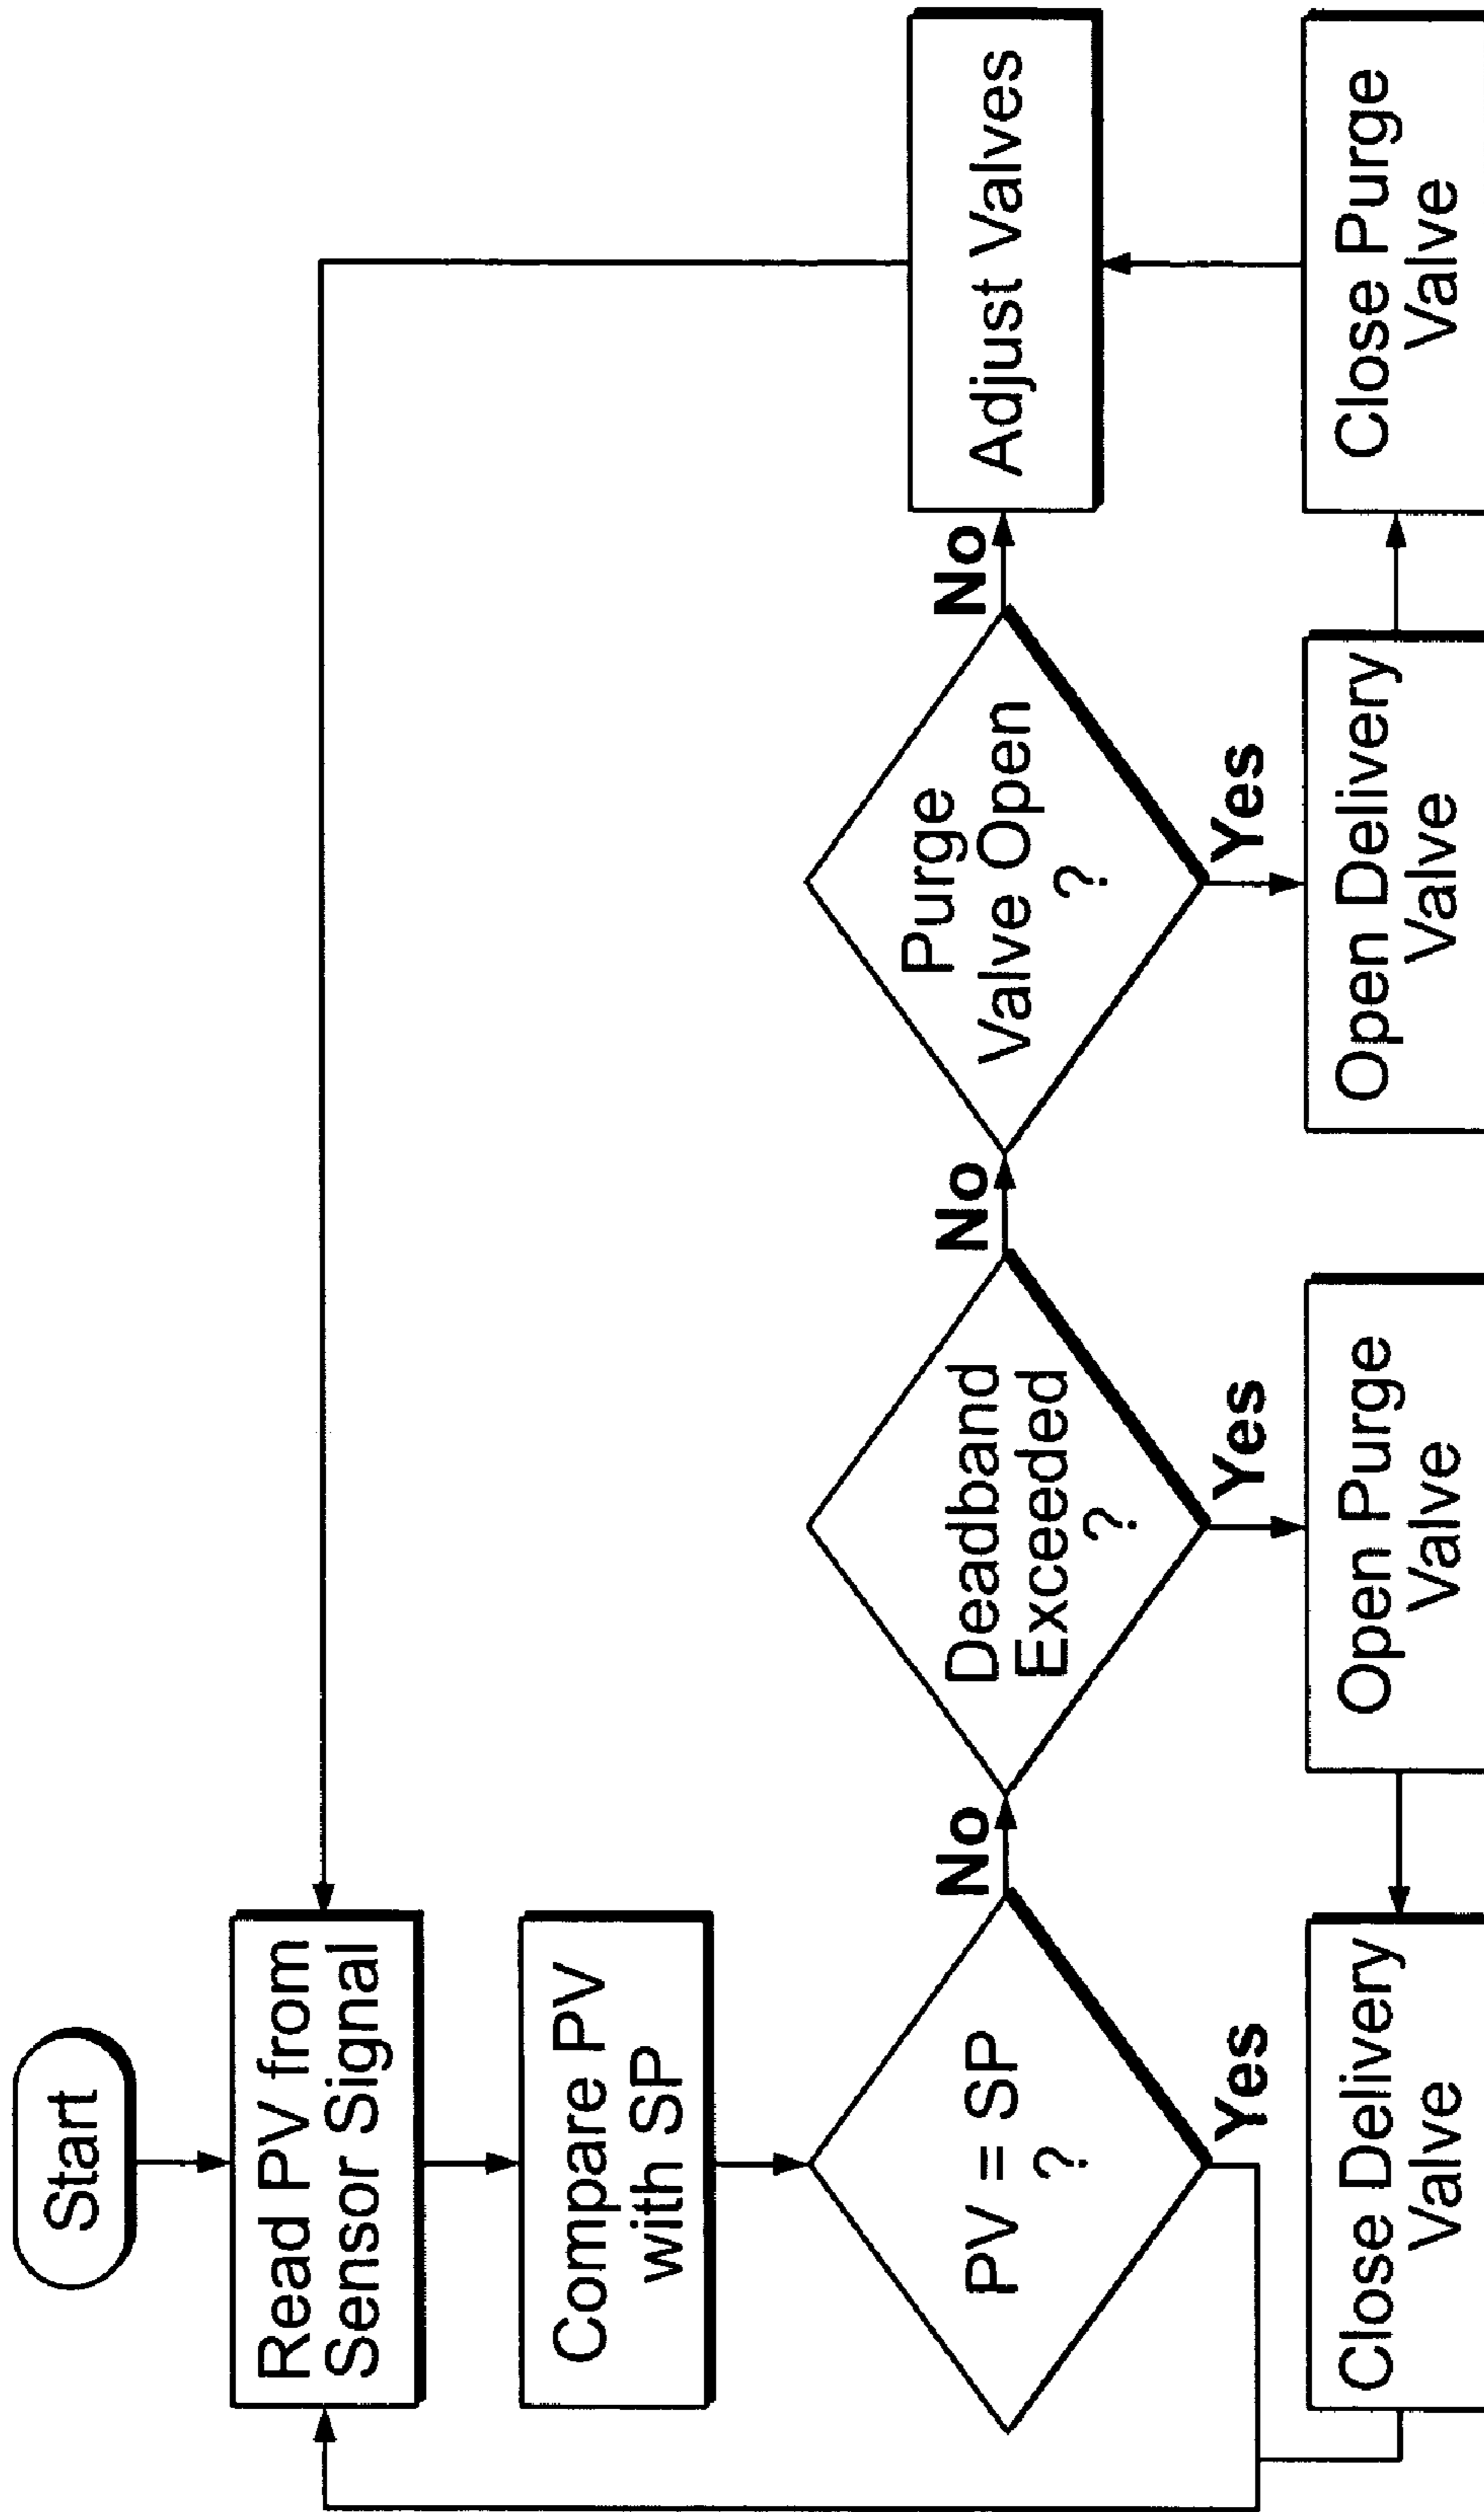 Start
Read PV from
Sensor Signal
Compare PV
with SP
PV = SP
?
Yes
No
Deadband
Exceeded
?
Yes
No
Purge
Valve Open
?
Yes
No
Adjust Valves
Close Delivery
Valve
Open Purge
Valve
Open Delivery
Valve
Close Purge
Valve